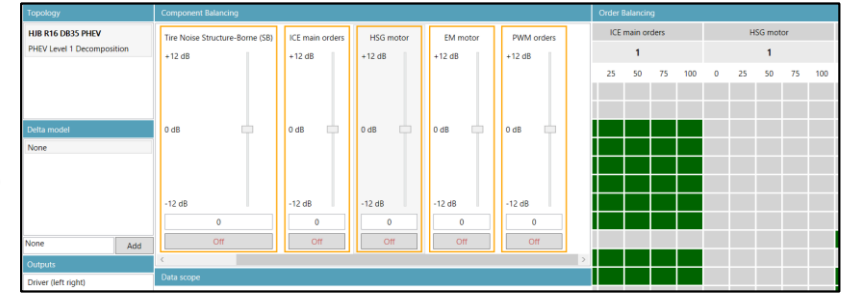 Topology
HJB R16 DB35 PHEV
PHEV Level 1 Decomposition
Delta model
None
None Add
Outputs
Driver (left right)
Component Balancing
Tire Noise Structure-Borne (SB) ICE main orders HSG motor EM motor PWM orders
+12 dB +12 dB +12 dB +12 dB +12 dB
0 dB 0 dB 0 dB 0 dB 0 dB
-12 dB -12 dB -12 dB -12 dB -12 dB
0 0 0 0 0
Off Off Off Off Off
Data scope
Order Balancing
ICE main orders HSG motor
1 1
25 50 75 100 0 25 50 75 100